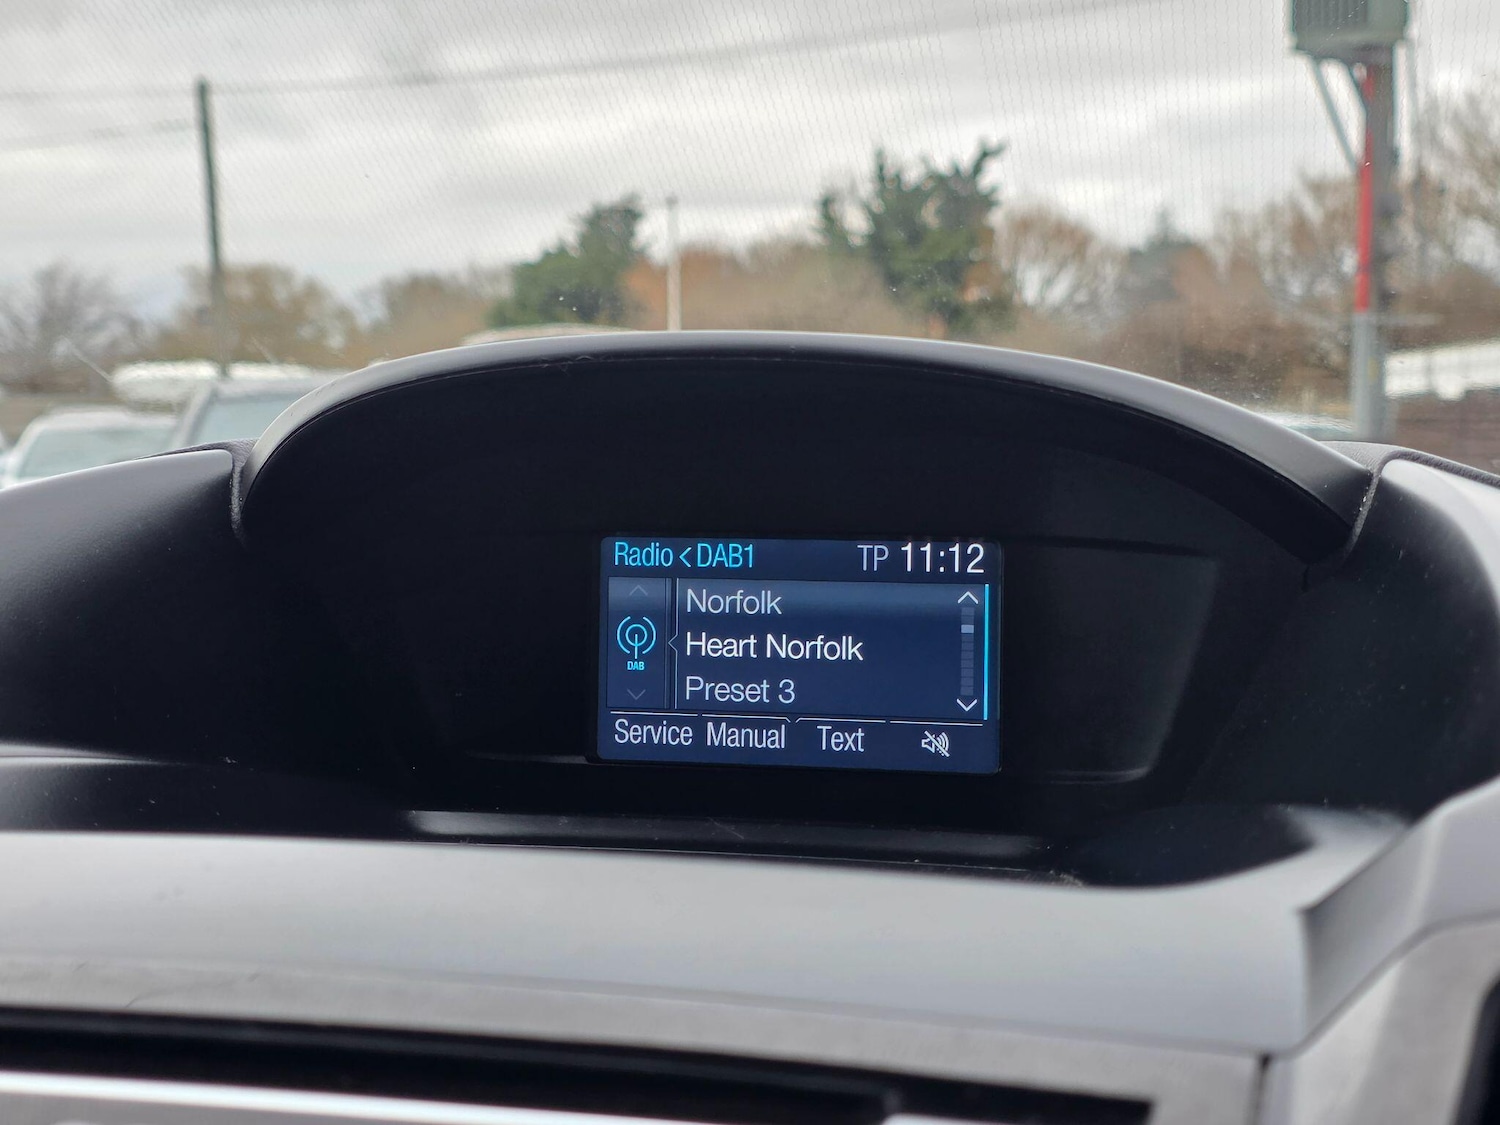 Radio < DAB1 TP 11:12
Norfolk
Heart Norfolk
DAB
Preset 3
Service Manual Text